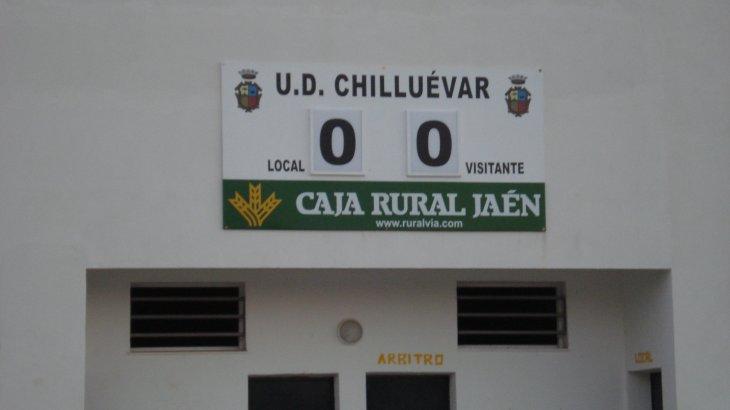 U.D. CHILLUÉVAR
LOCAL 0 0 VISITANTE
CAJA RURAL JAÉN
www.ruralvia.com
ARBITRO
LOCAL